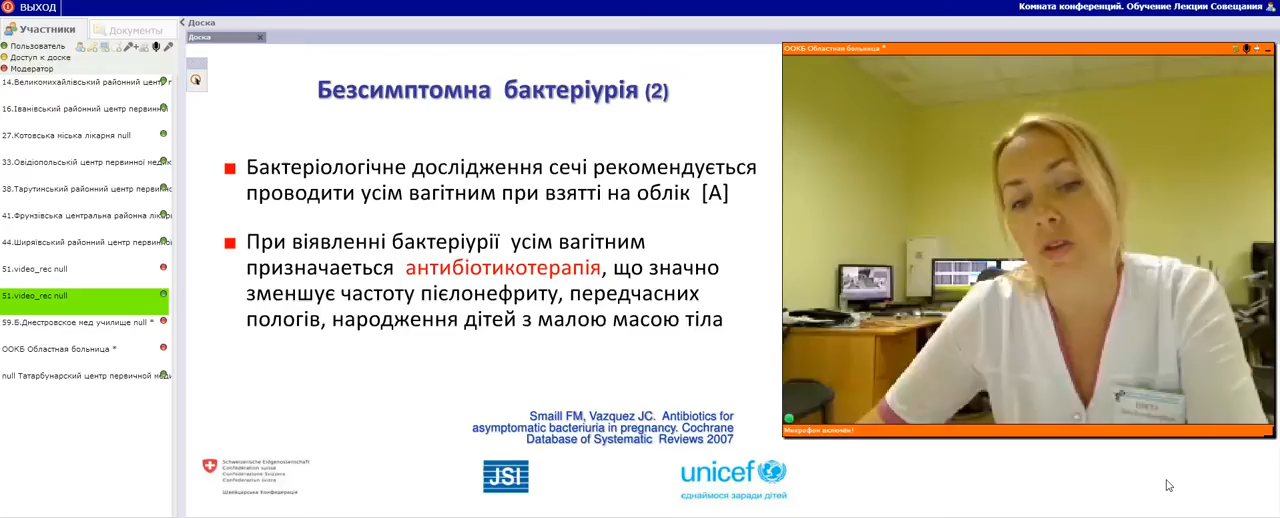 ВЫХОД
Комната конференций. Обучение Лекции Совещания
Участники
Документы
Доска
Доска
Пользователь
Доступ к доске
Модератор
14.Великомихайлівський районний центр п
16.Іванівський районний центр первинної
27.Котовська міська лікарня null
33.Овідіопольський центр первинної медик
38.Тарутинський районний центр первинно
41.Фрунзівська центральна районна лікар
44.Ширяївський районний центр первинної
51.video_rec null
51.video_rec null
59.Б.Днестровское мед училище null *
ООКБ Областная больница *
null Татарбунарский центр первичной меди
Безсимптомна бактеріурія (2)
Бактеріологічне дослідження сечі рекомендується
проводити усім вагітним при взятті на облік [А]
При віявленні бактеріурії усім вагітним
призначаеться антибіотикотерапія, що значно
зменшує частоту пієлонефриту, передчасних
пологів, народження дітей з малою масою тіла
Smaill FM, Vazquez JC. Antibiotics for
asymptomatic bacteriuria in pregnancy. Cochrane
Database of Systematic Reviews 2007
Schweizerische Eidgenossenschaft
Confédération suisse
Confederazione Svizzera
Confederaziun svizra
Швейцарська Конфедерація
JSI
unicef
єднаймося заради дітей
ООКБ Областная больница *
Микрофон включён!